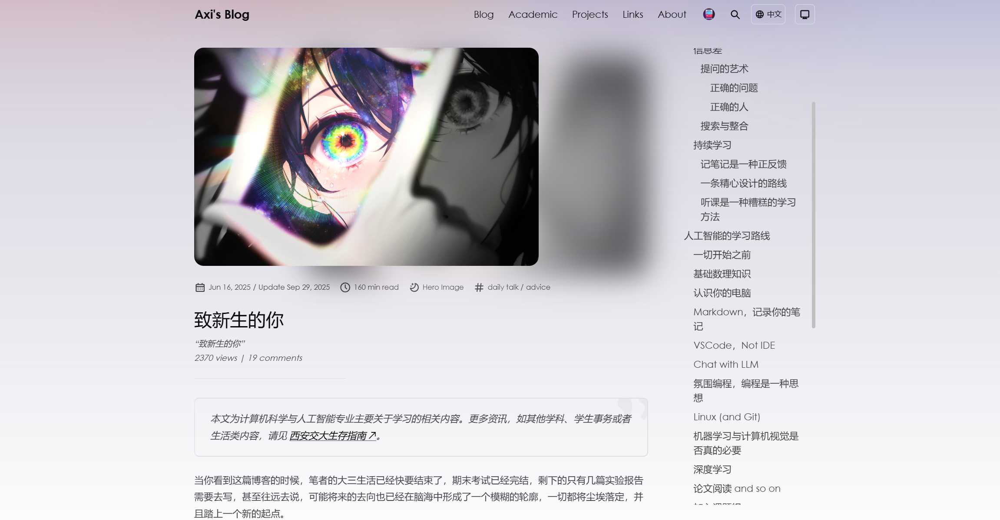 Axi's Blog
Blog
Academic
Projects
Links
About
中文
信息差
提问的艺术
正确的问题
正确的人
搜索与整合
持续学习
记笔记是一种正反馈
一条精心设计的路线
听课是一种糟糕的学习
方法
人工智能的学习路线
一切开始之前
基础数理知识
认识你的电脑
Markdown，记录你的笔
记
VSCode，Not IDE
Chat with LLM
氛围编程，编程是一种思
想
Linux (and Git)
机器学习与计算机视觉是
否真的必要
深度学习
论文阅读 and so on
Jun 16, 2025 / Update Sep 29, 2025
160 min read
Hero Image
daily talk / advice
致新生的你
“致新生的你”
2370 views | 19 comments
本文为计算机科学与人工智能专业主要关于学习的相关内容。更多资讯，如其他学科、学生事务或者
生活类内容，请见 西安交大生存指南↗。
当你看到这篇博客的时候，笔者的大三生活已经快要结束了，期末考试已经完结，剩下的只有几篇实验报告
需要去写，甚至往远去说，可能将来的去向也已经在脑海中形成了一个模糊的轮廓，一切都将尘埃落定，并
且踏上一个新的起点。